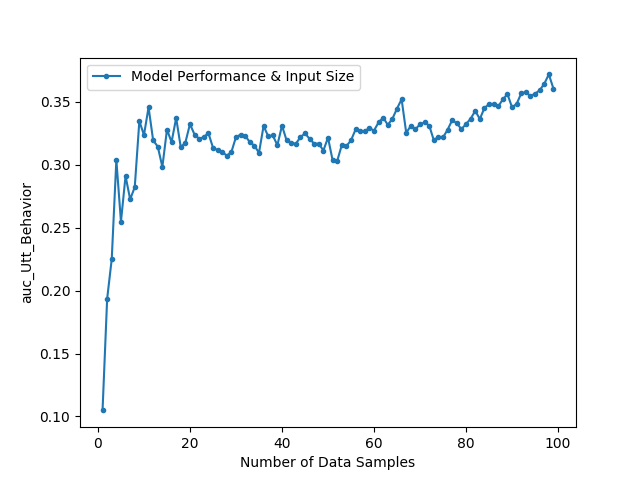 Model Performance & Input Size
auc_Utt_Behavior
0.35
0.30
0.25
0.20
0.15
0.10
0 20 40 60 80 100
Number of Data Samples